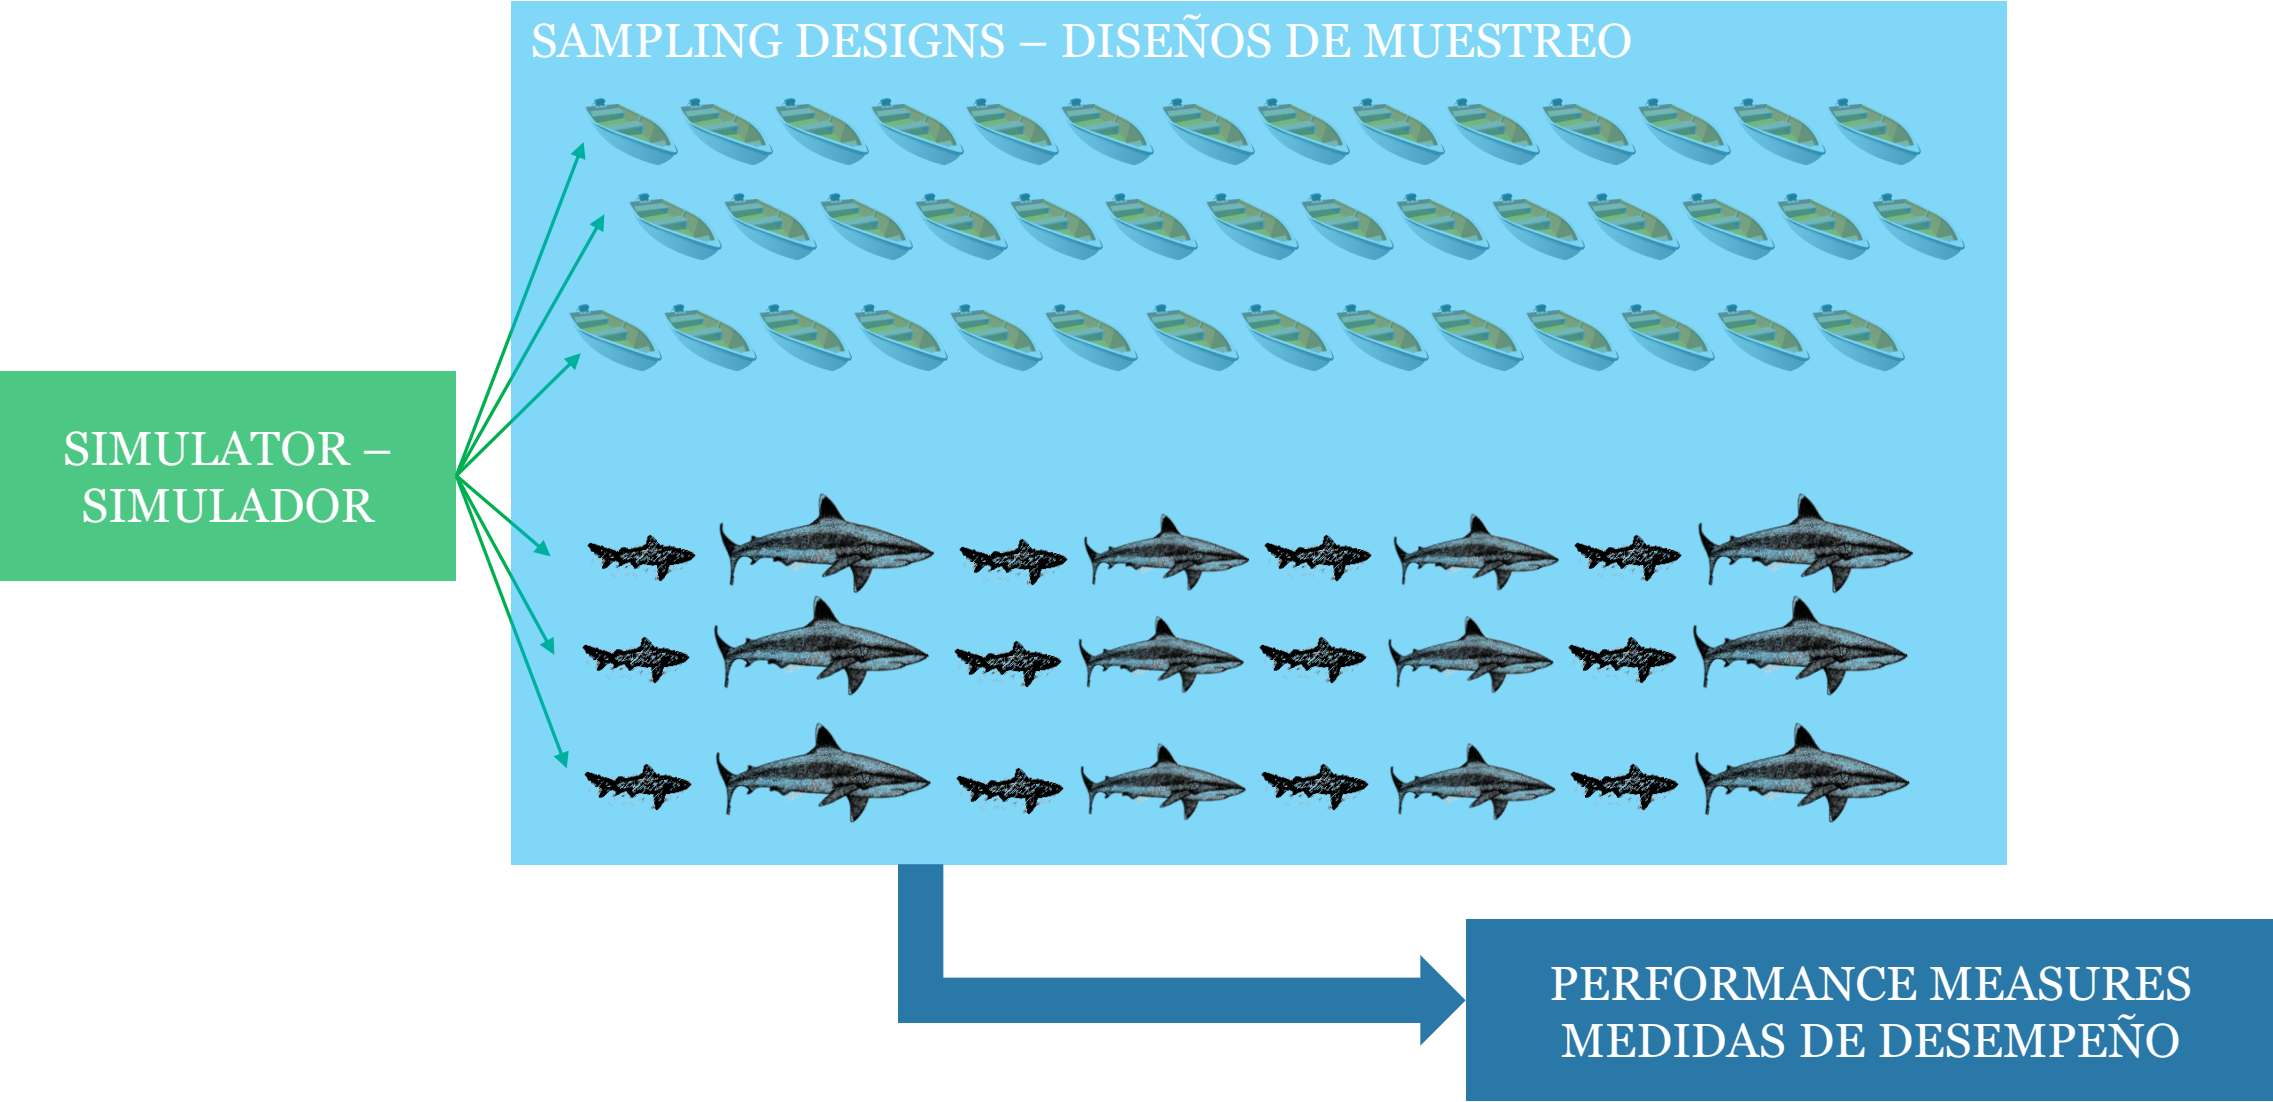 SAMPLING DESIGNS – DISEÑOS DE MUESTREO
SIMULATOR –
SIMULADOR
PERFORMANCE MEASURES
MEDIDAS DE DESEMPEÑO